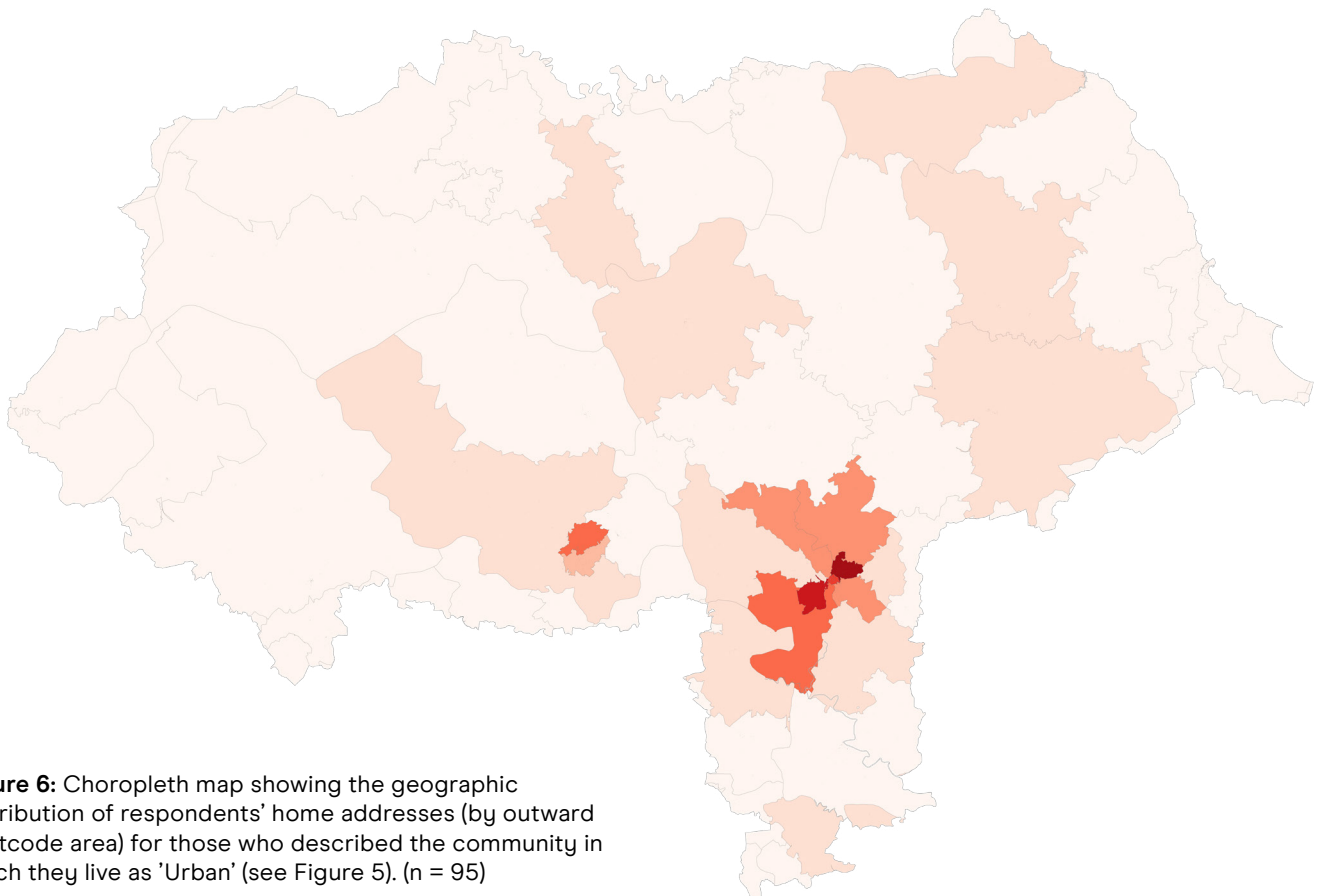 ure 6: Choropleth map showing the geographic
tribution of respondents’ home addresses (by outward
tcode area) for those who described the community in
ch they live as ’Urban’ (see Figure 5). (n = 95)